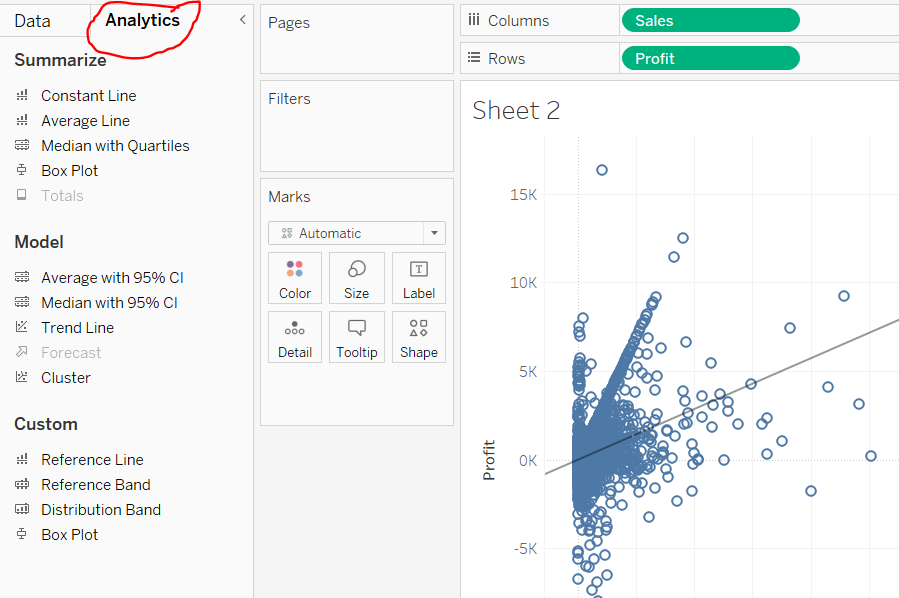 Data
Analytics
Summarize
Constant Line
Average Line
Median with Quartiles
Box Plot
Totals
Model
Average with 95% CI
Median with 95% CI
Trend Line
Forecast
Cluster
Custom
Reference Line
Reference Band
Distribution Band
Box Plot
Pages
Filters
Marks
Automatic
Color
Size
Label
Detail
Tooltip
Shape
Columns
Sales
Rows
Profit
Sheet 2
15K
10K
5K
0K
-5K
Profit